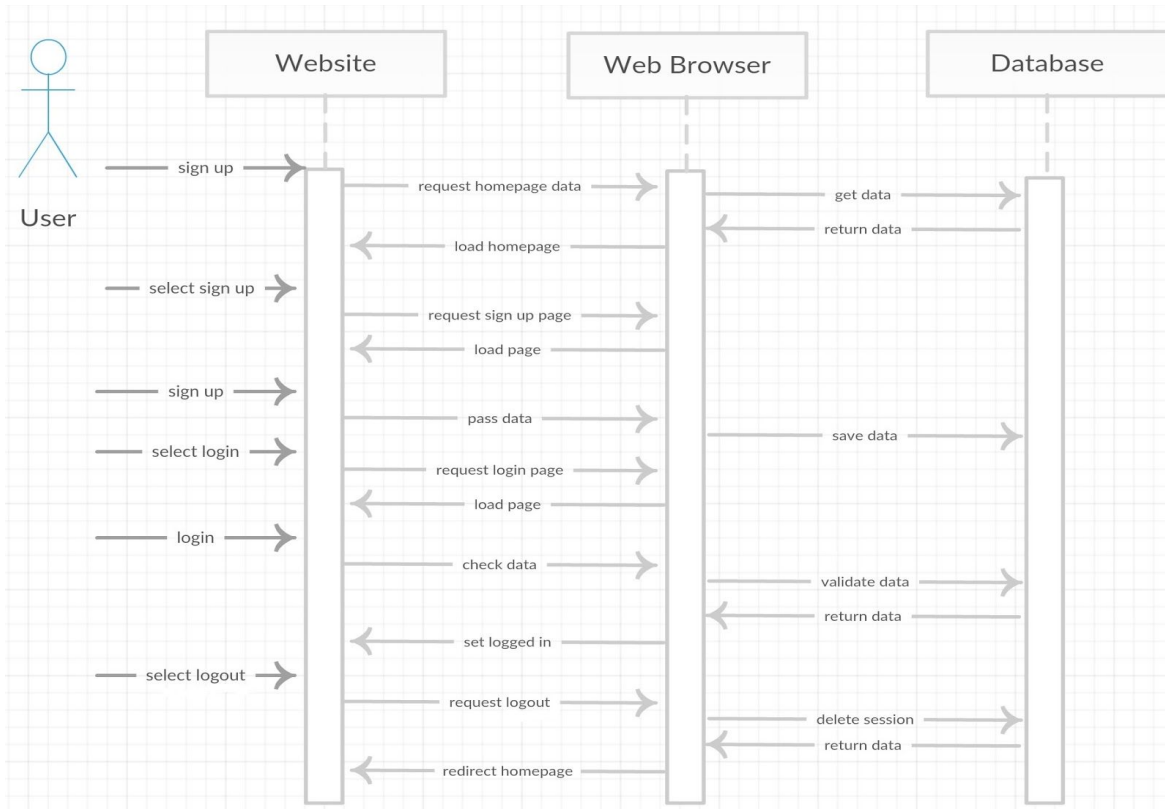 Website
Web Browser
Database
User
sign up
request homepage data
get data
return data
load homepage
select sign up
request sign up page
load page
sign up
pass data
save data
select login
request login page
load page
login
check data
validate data
return data
set logged in
select logout
request logout
delete session
return data
redirect homepage